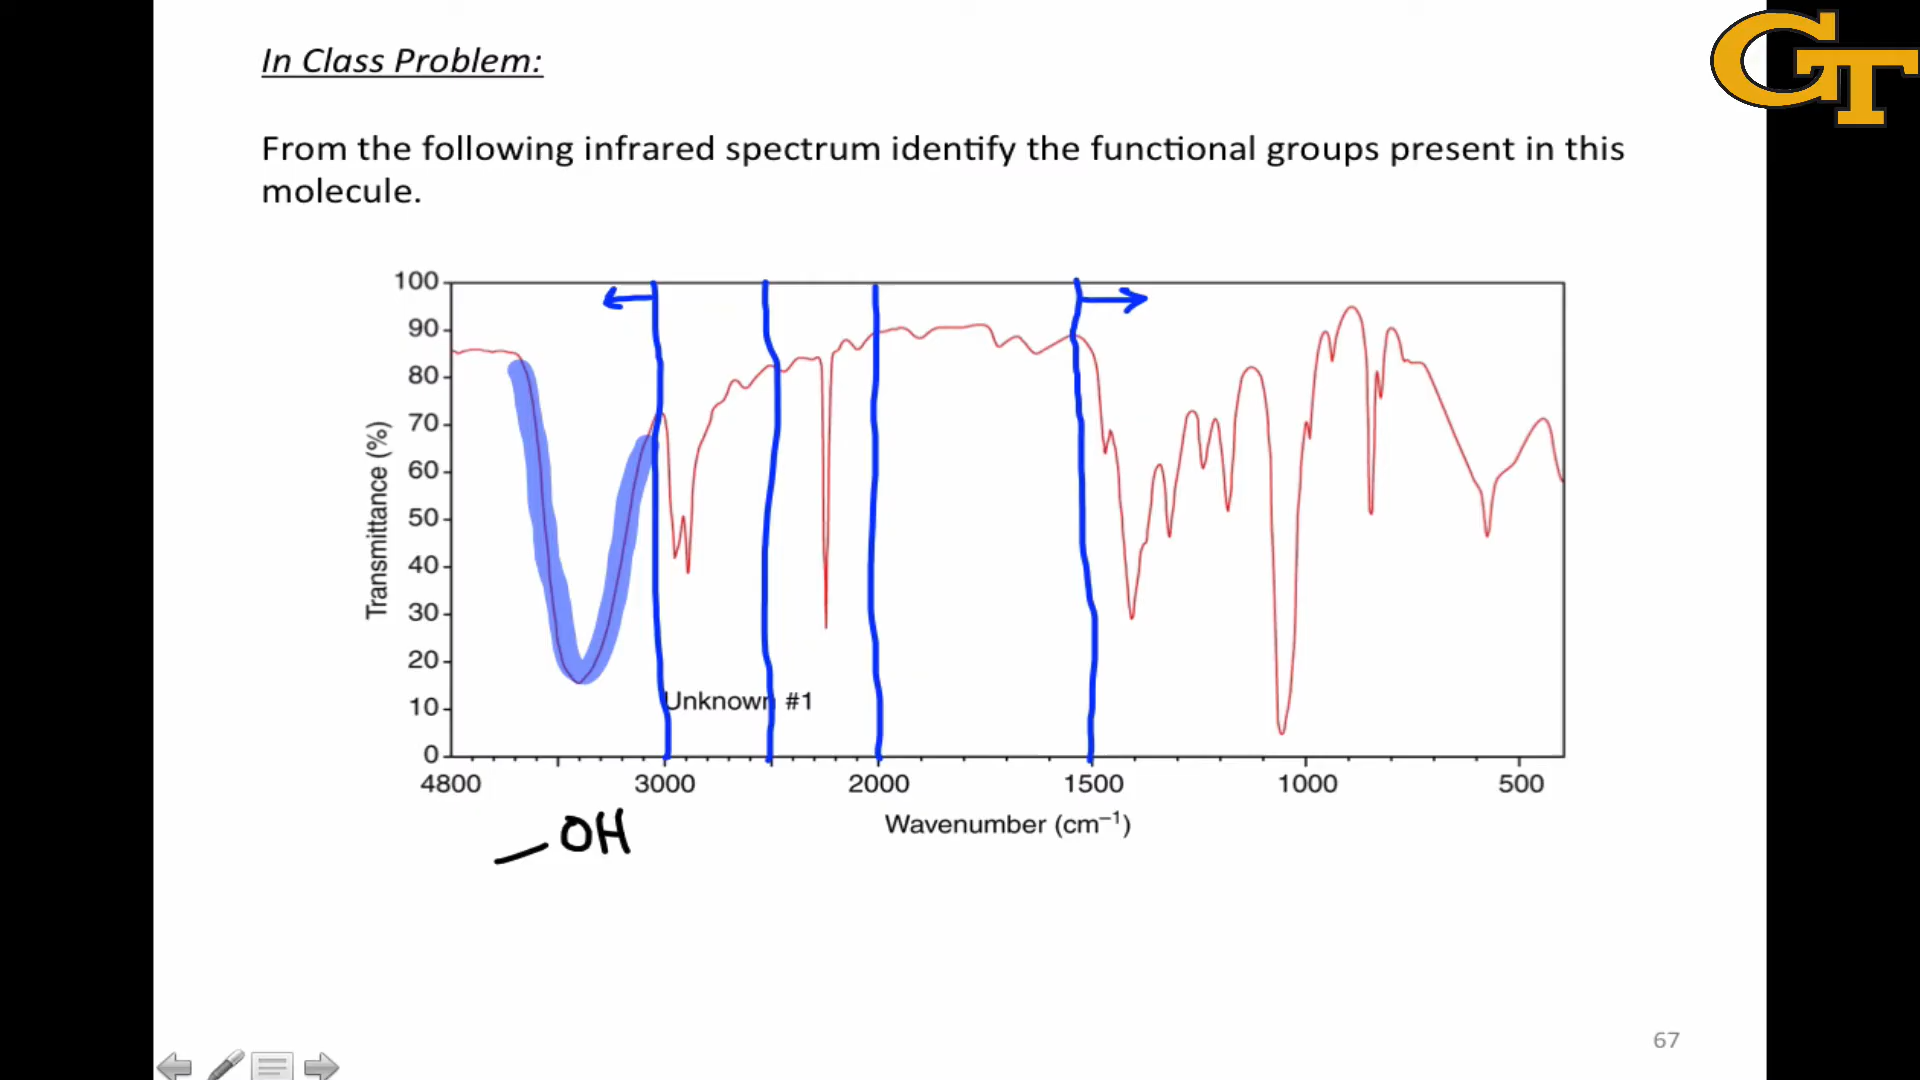 In Class Problem:
GT
From the following infrared spectrum identify the functional groups present in this
molecule.
100
90
80
70
60
50
40
30
20
10
0
Transmittance (%)
Unknown #1
4800 3000 2000 1500 1000 500
Wavenumber (cm⁻¹)
OH
67